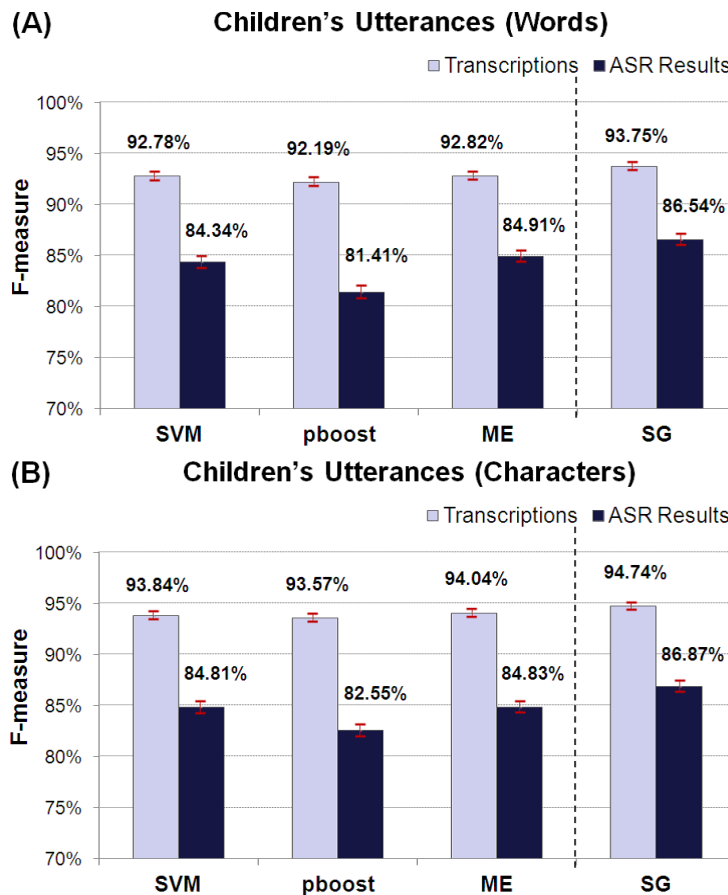 (A) Children's Utterances (Words)
Transcriptions ASR Results
100%
95%
90%
85%
80%
75%
70%
F-measure
92.78% 92.19% 92.82% 93.75%
84.34% 81.41% 84.91% 86.54%
SVM pboost ME SG
(B) Children's Utterances (Characters)
Transcriptions ASR Results
100%
95%
90%
85%
80%
75%
70%
F-measure
93.84% 93.57% 94.04% 94.74%
84.81% 82.55% 84.83% 86.87%
SVM pboost ME SG